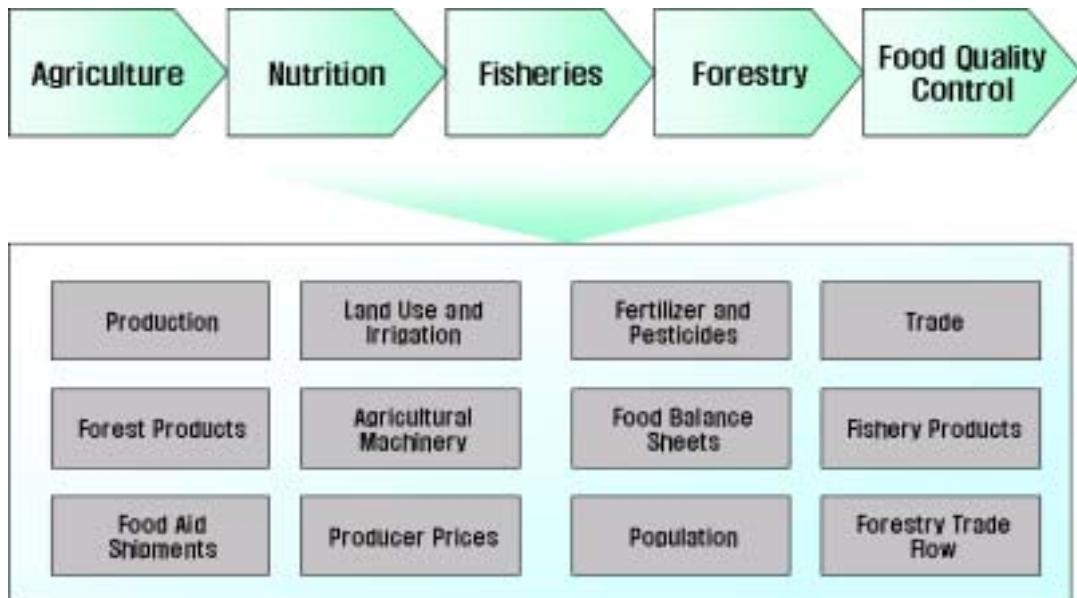 Agriculture
Nutrition
Fisheries
Forestry
Food Quality
Control
Production
Land Use and
Irrigation
Fertilizer and
Pesticides
Trade
Forest Products
Agricultural
Machinery
Food Balance
Sheets
Fishery Products
Food Aid
Shipments
Producer Prices
Population
Forestry Trade
Flow